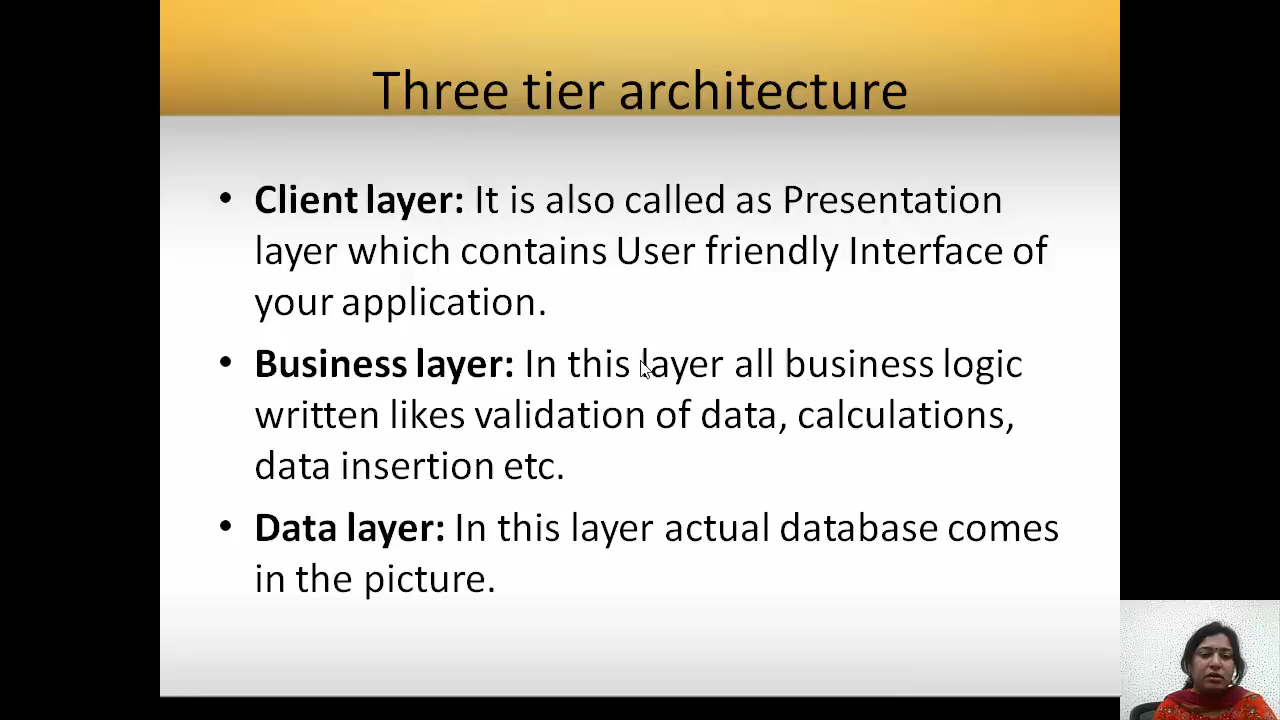 Three tier architecture
• Client layer: It is also called as Presentation
layer which contains User friendly Interface of
your application.
• Business layer: In this layer all business logic
written likes validation of data, calculations,
data insertion etc.
• Data layer: In this layer actual database comes
in the picture.